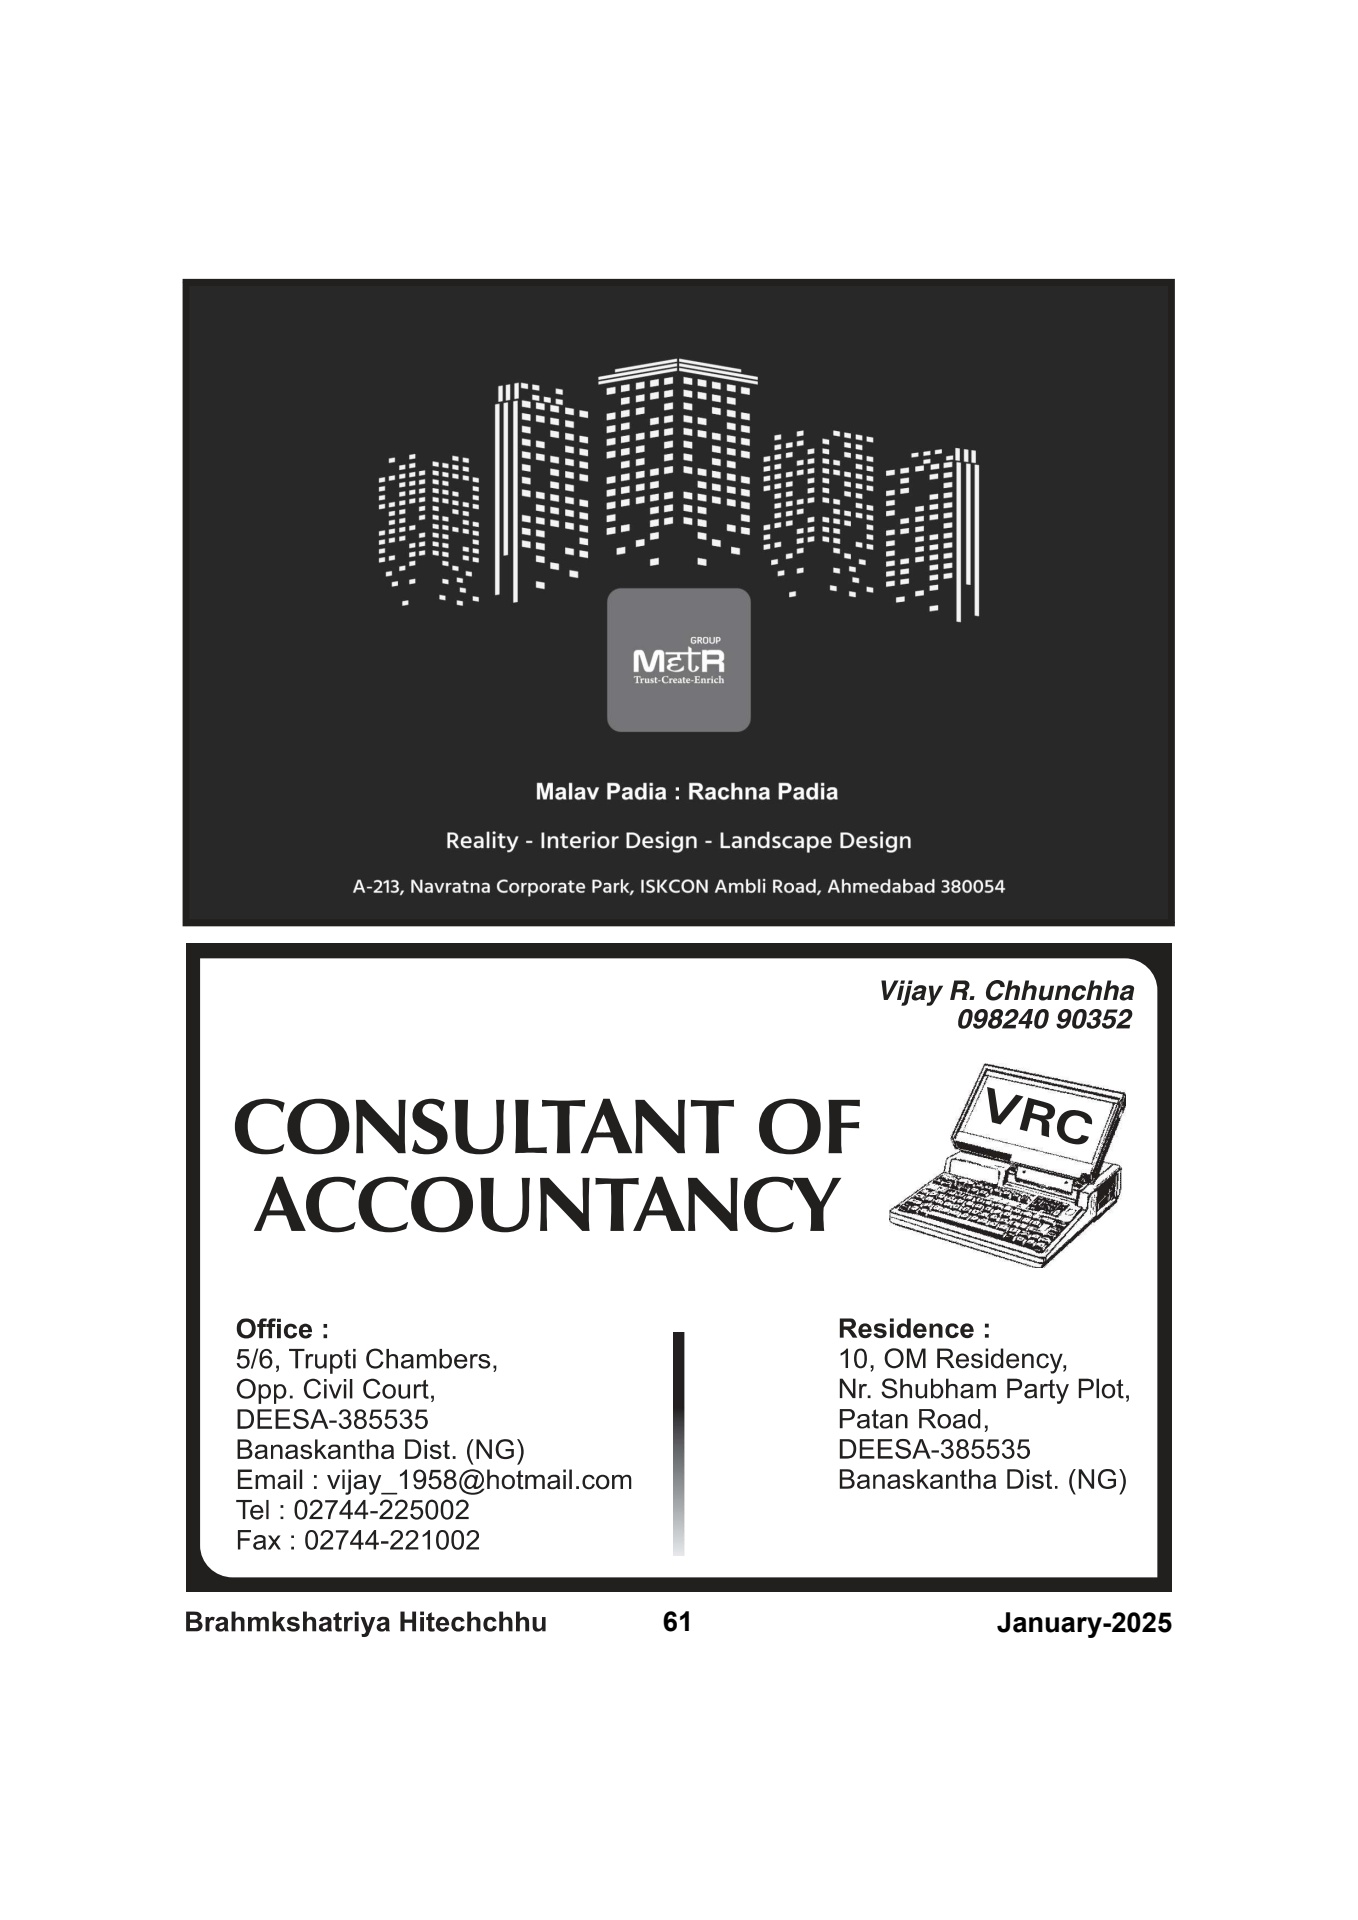 GROUP
MetR
Trust-Create-Enrich
Malav Padia : Rachna Padia
Reality - Interior Design - Landscape Design
A-213, Navratna Corporate Park, ISKCON Ambli Road, Ahmedabad 380054
Vijay R. Chhunchha
098240 90352
CONSULTANT OF
ACCOUNTANCY
VRC
Office :
5/6, Trupti Chambers,
Opp. Civil Court,
DEESA-385535
Banaskantha Dist. (NG)
Email : vijay_1958@hotmail.com
Tel : 02744-225002
Fax : 02744-221002
Residence :
10, OM Residency,
Nr. Shubham Party Plot,
Patan Road,
DEESA-385535
Banaskantha Dist. (NG)
Brahmkshatriya Hitechchhu 61 January-2025